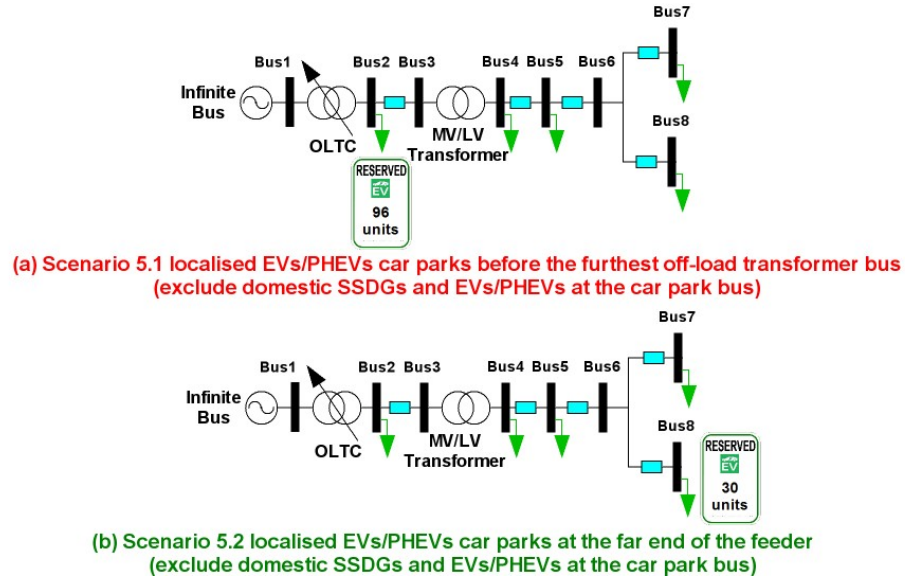 Bus7
Bus1
Bus2 Bus3
Bus4 Bus5 Bus6
Infinite
Bus
OLTC
MV/LV
Transformer
Bus8
RESERVED
EV
96
units
(a) Scenario 5.1 localised EVs/PHEVs car parks before the furthest off-load transformer bus
(exclude domestic SSDGs and EVs/PHEVs at the car park bus)
Bus7
Bus1
Bus2 Bus3
Bus4 Bus5 Bus6
Infinite
Bus
OLTC
MV/LV
Transformer
Bus8
RESERVED
EV
30
units
(b) Scenario 5.2 localised EVs/PHEVs car parks at the far end of the feeder
(exclude domestic SSDGs and EVs/PHEVs at the car park bus)